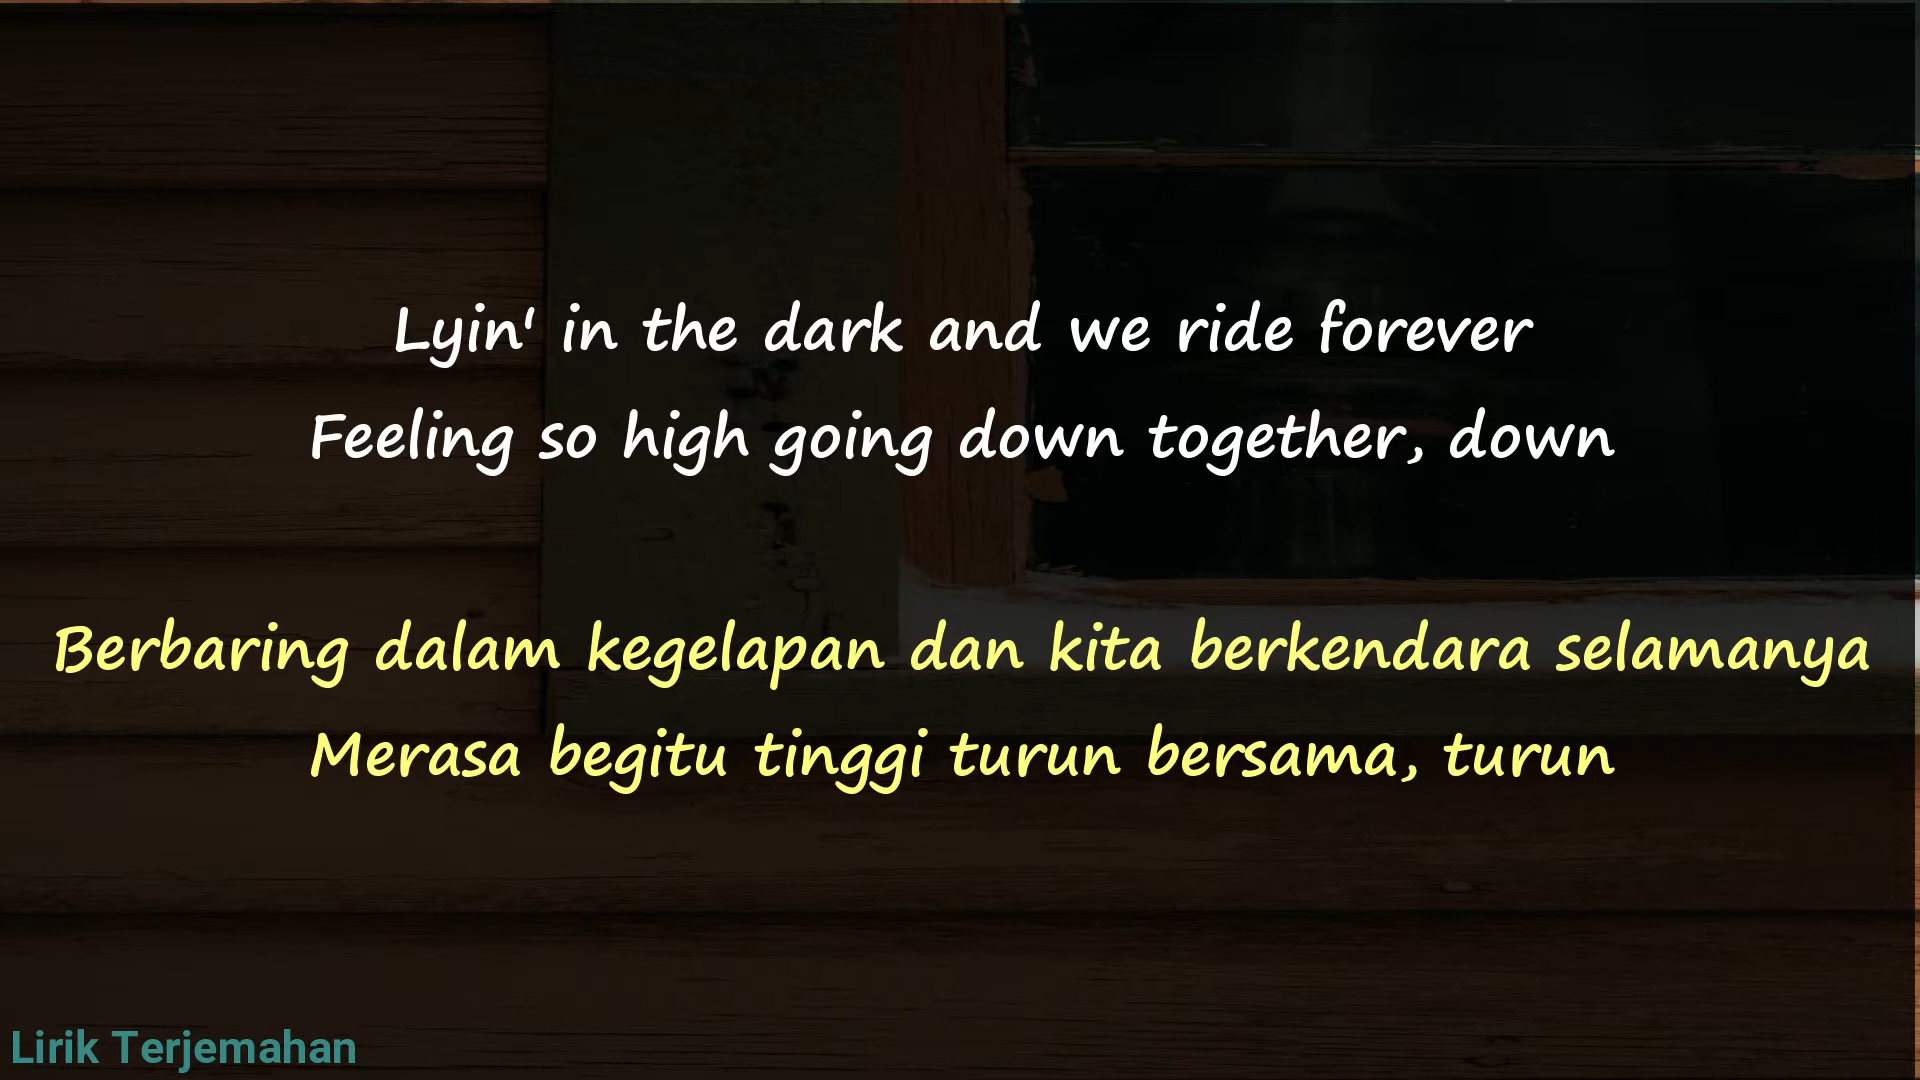 Lyin' in the dark and we ride forever
Feeling so high going down together, down
Berbaring dalam kegelapan dan kita berkendara selamanya
Merasa begitu tinggi turun bersama, turun
Lirik Terjemahan